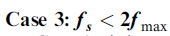 Case 3: fs < 2fmax